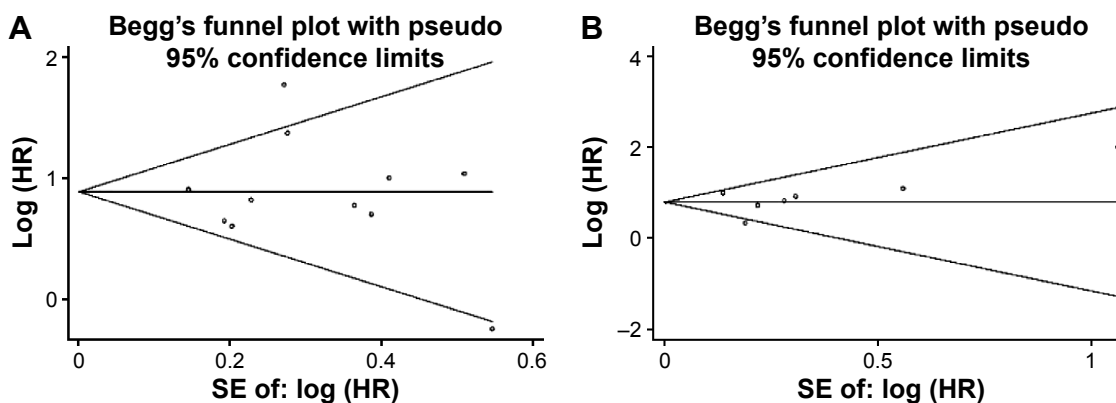 A
Begg's funnel plot with pseudo
95% confidence limits
2
1
0
Log (HR)
0
0.2
0.4
0.6
SE of: log (HR)
B
Begg's funnel plot with pseudo
95% confidence limits
4
2
0
–2
Log (HR)
0
0.5
1
SE of: log (HR)